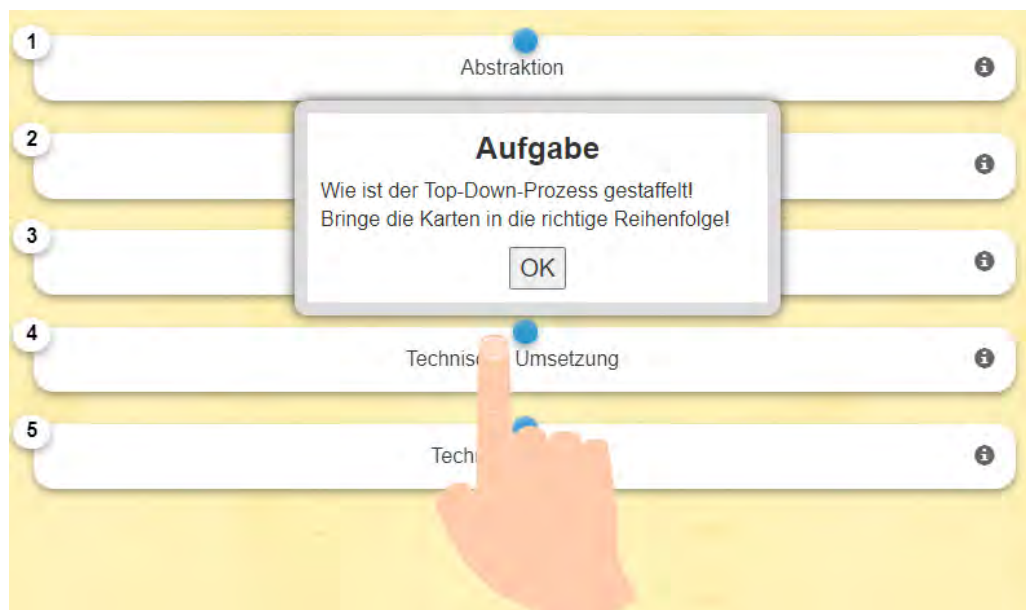 1
Abstraktion
2
Aufgabe
Wie ist der Top-Down-Prozess gestaffelt!
Bringe die Karten in die richtige Reihenfolge!
3
OK
4
Umsetzung
5